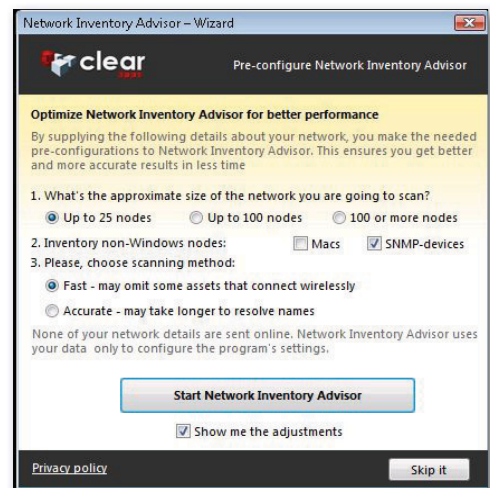 Network Inventory Advisor – Wizard
clear
Pre-configure Network Inventory Advisor
Optimize Network Inventory Advisor for better performance
By supplying the following details about your network, you make the needed
pre-configurations to Network Inventory Advisor. This ensures you get better
and more accurate results in less time
1. What's the approximate size of the network you are going to scan?
Up to 25 nodes Up to 100 nodes 100 or more nodes
2. Inventory non-Windows nodes: Macs SNMP-devices
3. Please, choose scanning method:
Fast - may omit some assets that connect wirelessly
Accurate - may take longer to resolve names
None of your network details are sent online. Network Inventory Advisor uses
your data only to configure the program's settings.
Start Network Inventory Advisor
Show me the adjustments
Privacy policy Skip it